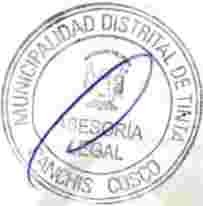 MUNICIPALIDAD DISTRITAL DE TINTA
ASESORÍA
LEGAL
CANCHIS CUSCO